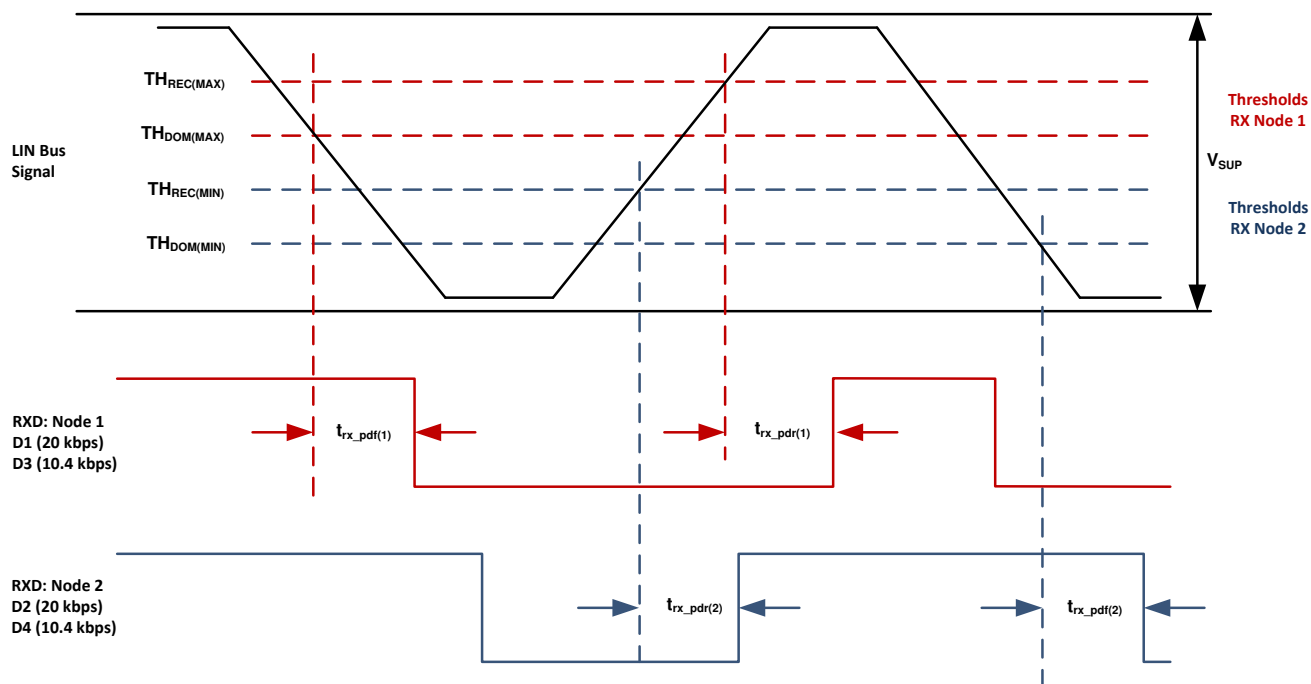 TH_REC(MAX)
TH_DOM(MAX)
TH_REC(MIN)
TH_DOM(MIN)
LIN Bus
Signal
Thresholds
RX Node 1
V_SUP
Thresholds
RX Node 2
RXD: Node 1
D1 (20 kbps)
D3 (10.4 kbps)
t_rx_pdf(1)
t_rx_pdr(1)
RXD: Node 2
D2 (20 kbps)
D4 (10.4 kbps)
t_rx_pdr(2)
t_rx_pdf(2)